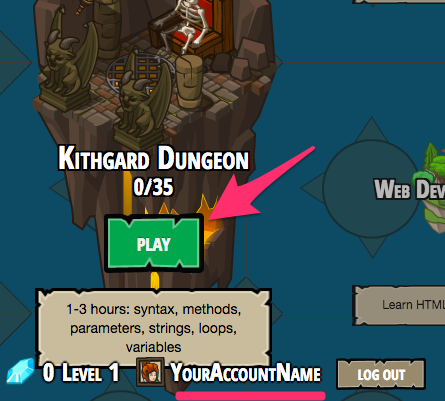 Kithgard Dungeon
0/35
Web Dev
PLAY
1-3 hours: syntax, methods,
parameters, strings, loops,
variables
Learn HTML
0 Level 1 YourAccountName LOG OUT